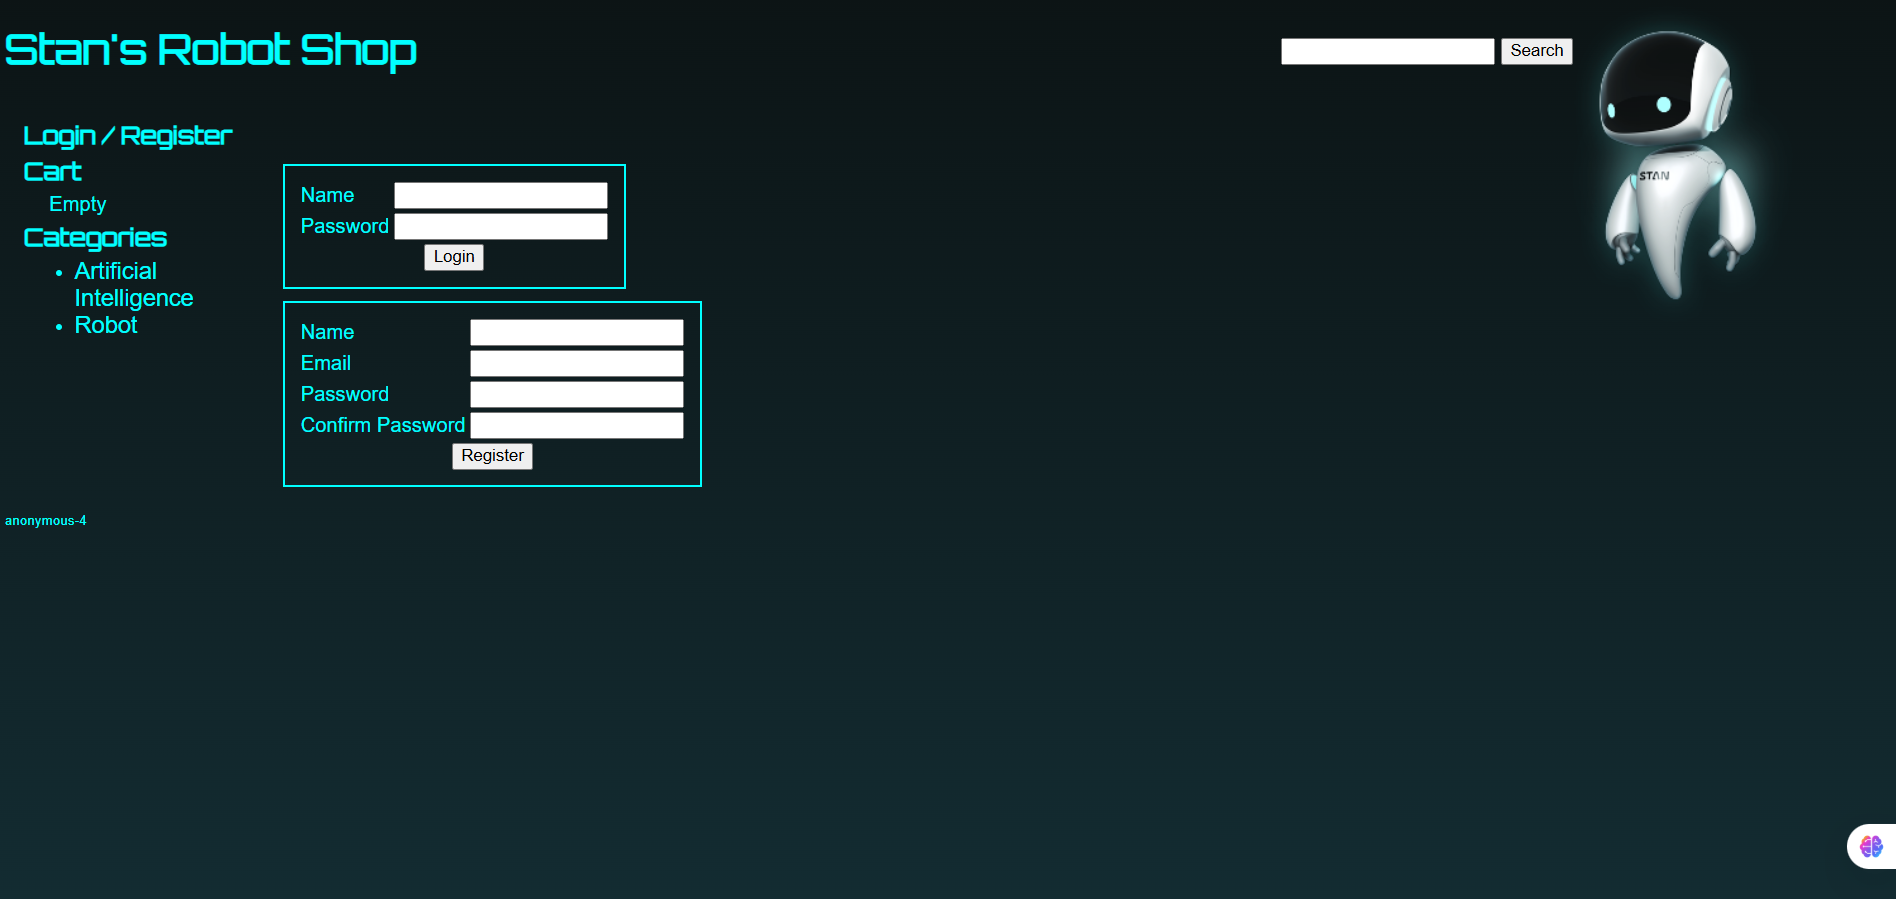 Stan's Robot Shop
Search
STAN
Login / Register
Cart
Empty
Categories
Artificial
Intelligence
Robot
Name
Password
Login
Name
Email
Password
Confirm Password
Register
anonymous-4